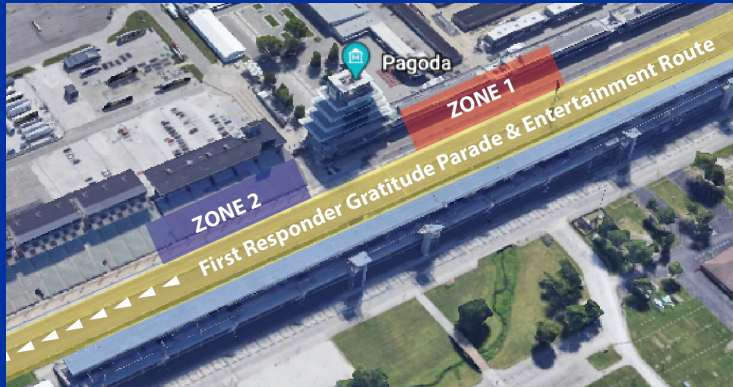 Pagoda
ZONE 1
ZONE 2
First Responder Gratitude Parade & Entertainment Route